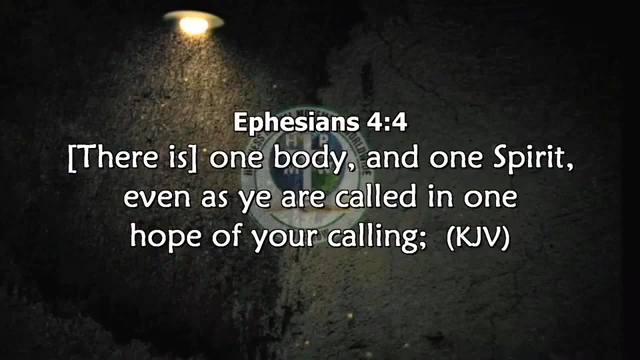 Ephesians 4:4
[There is] one body, and one Spirit,
even as ye are called in one
hope of your calling; (KJV)